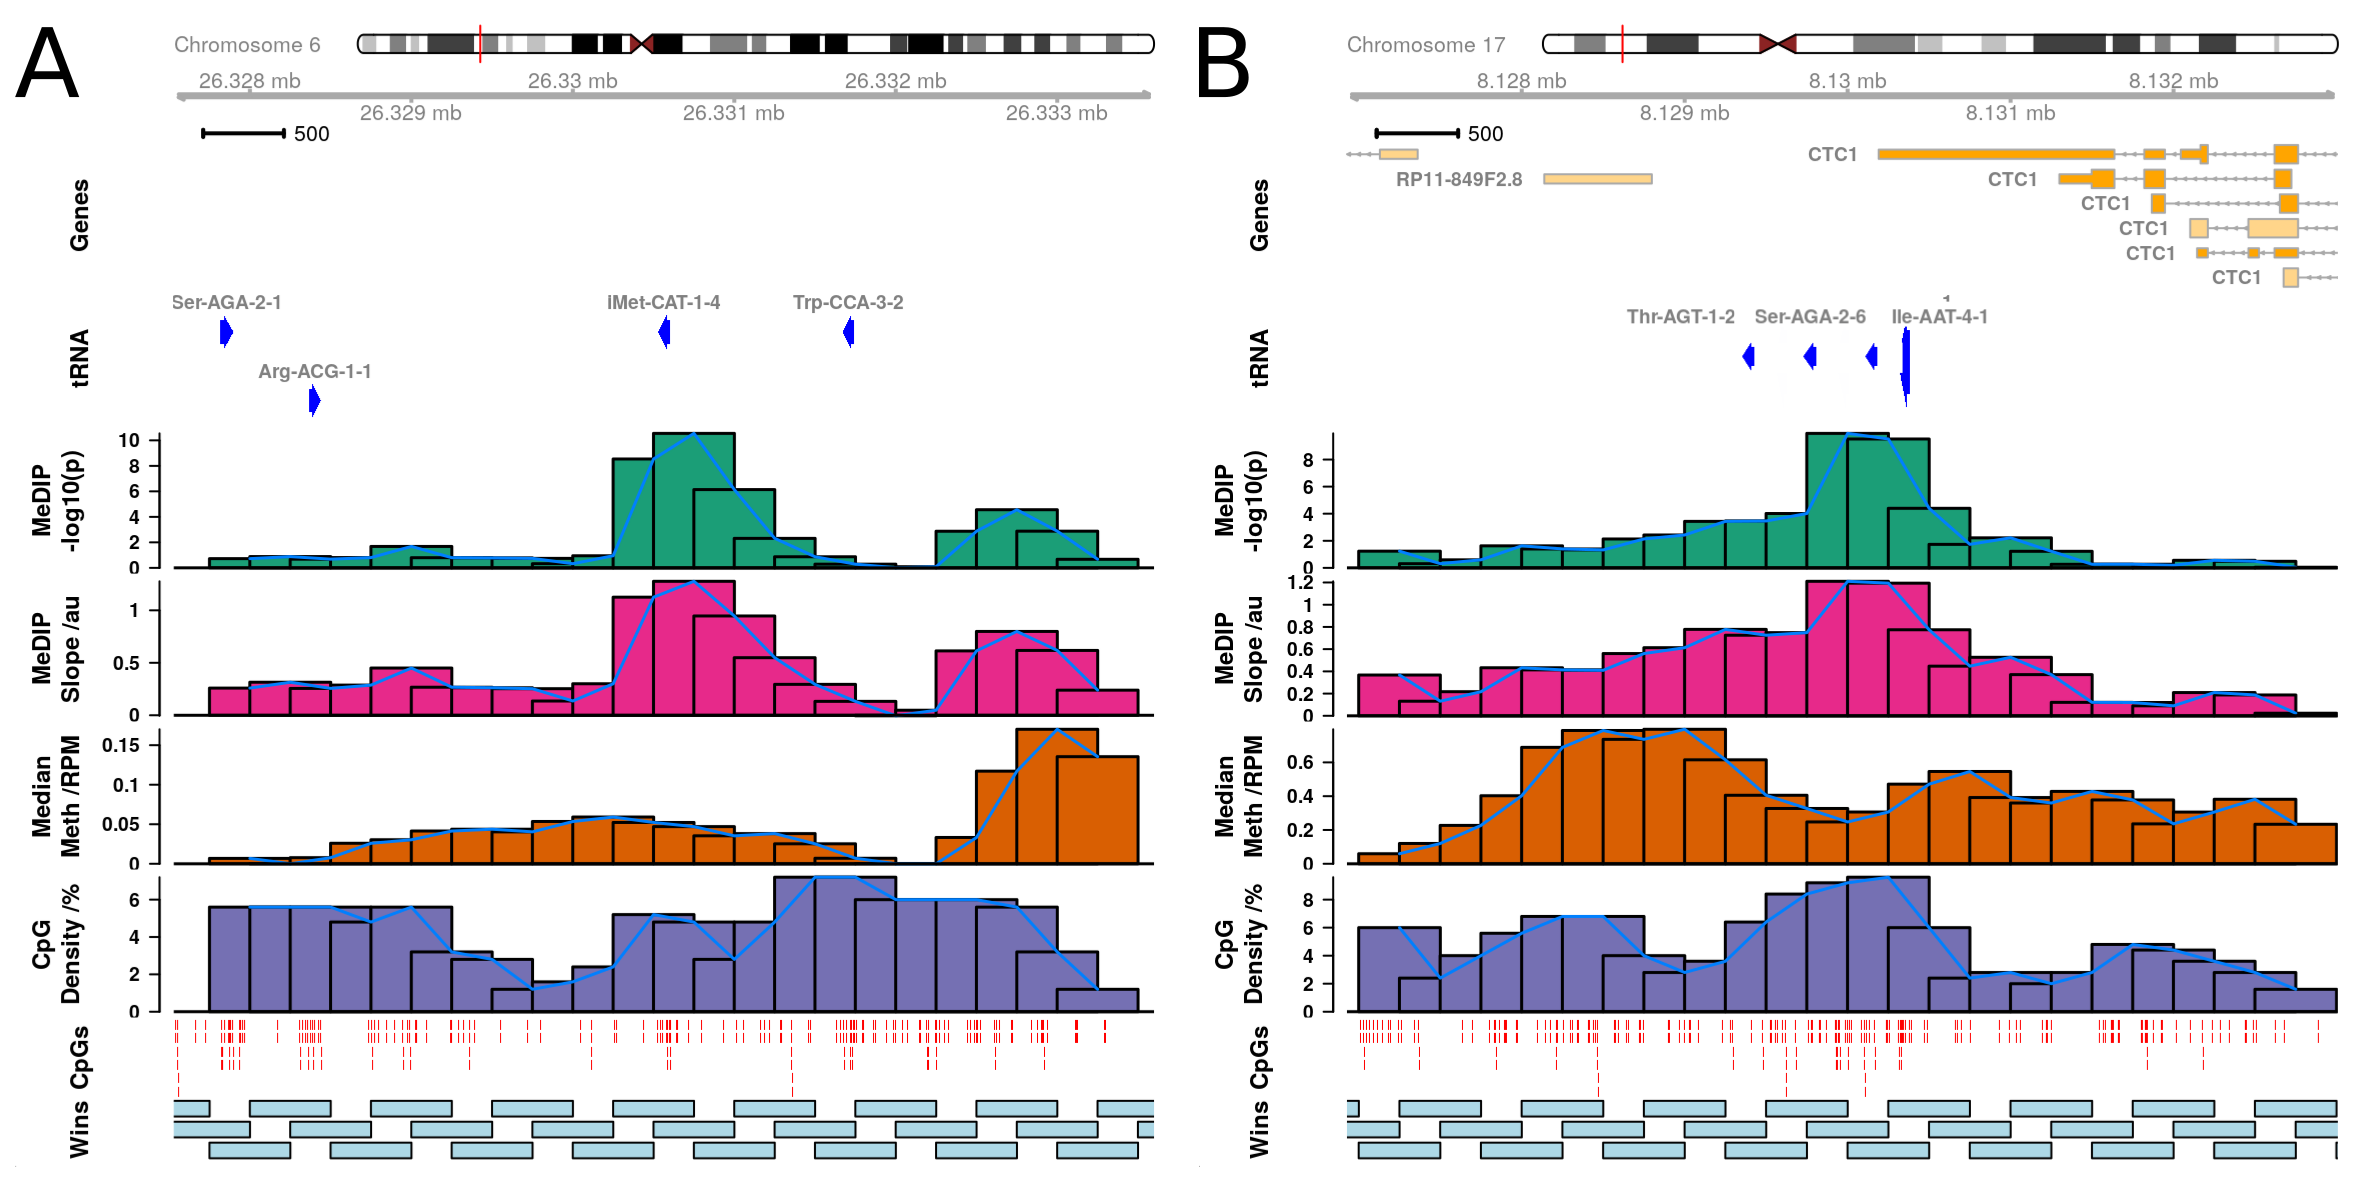 A
Chromosome 6
26.328 mb 26.33 mb 26.332 mb
26.329 mb 26.331 mb 26.333 mb
500
Genes
tRNA
Ser-AGA-2-1 iMet-CAT-1-4 Trp-CCA-3-2
Arg-ACG-1-1
MeDIP
-log10(p)
10
8
6
4
2
0
MeDIP
Slope /au
1
0.5
0
Median
Meth /RPM
0.15
0.1
0.05
0
CpG
Density /%
6
4
2
0
CpGs
Wins
B
Chromosome 17
8.128 mb 8.13 mb 8.132 mb
8.129 mb 8.131 mb
500
Genes
CTC1
RP11-849F2.8 CTC1
CTC1
CTC1
CTC1
CTC1
tRNA
1
Thr-AGT-1-2 Ser-AGA-2-6 Ile-AAT-4-1
MeDIP
-log10(p)
8
6
4
2
0
MeDIP
Slope /au
1.2
1
0.8
0.6
0.4
0.2
0
Median
Meth /RPM
0.6
0.4
0.2
0
CpG
Density /%
8
6
4
2
0
CpGs
Wins